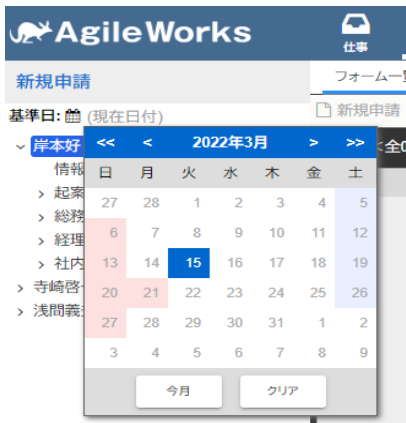 AgileWorks
仕事
新規申請
フォーム一
基準日: (現在日付)
新規申請
岸本好
<< < 2022年3月 > >>
全
情報
日 月 火 水 木 金 土
起案
27 28 1 2 3 4 5
総務
6 7 8 9 10 11 12
経理
13 14 15 16 17 18 19
社内
20 21 22 23 24 25 26
寺崎啓
27 28 29 30 31 1 2
浅間義
3 4 5 6 7 8 9
今月 クリア